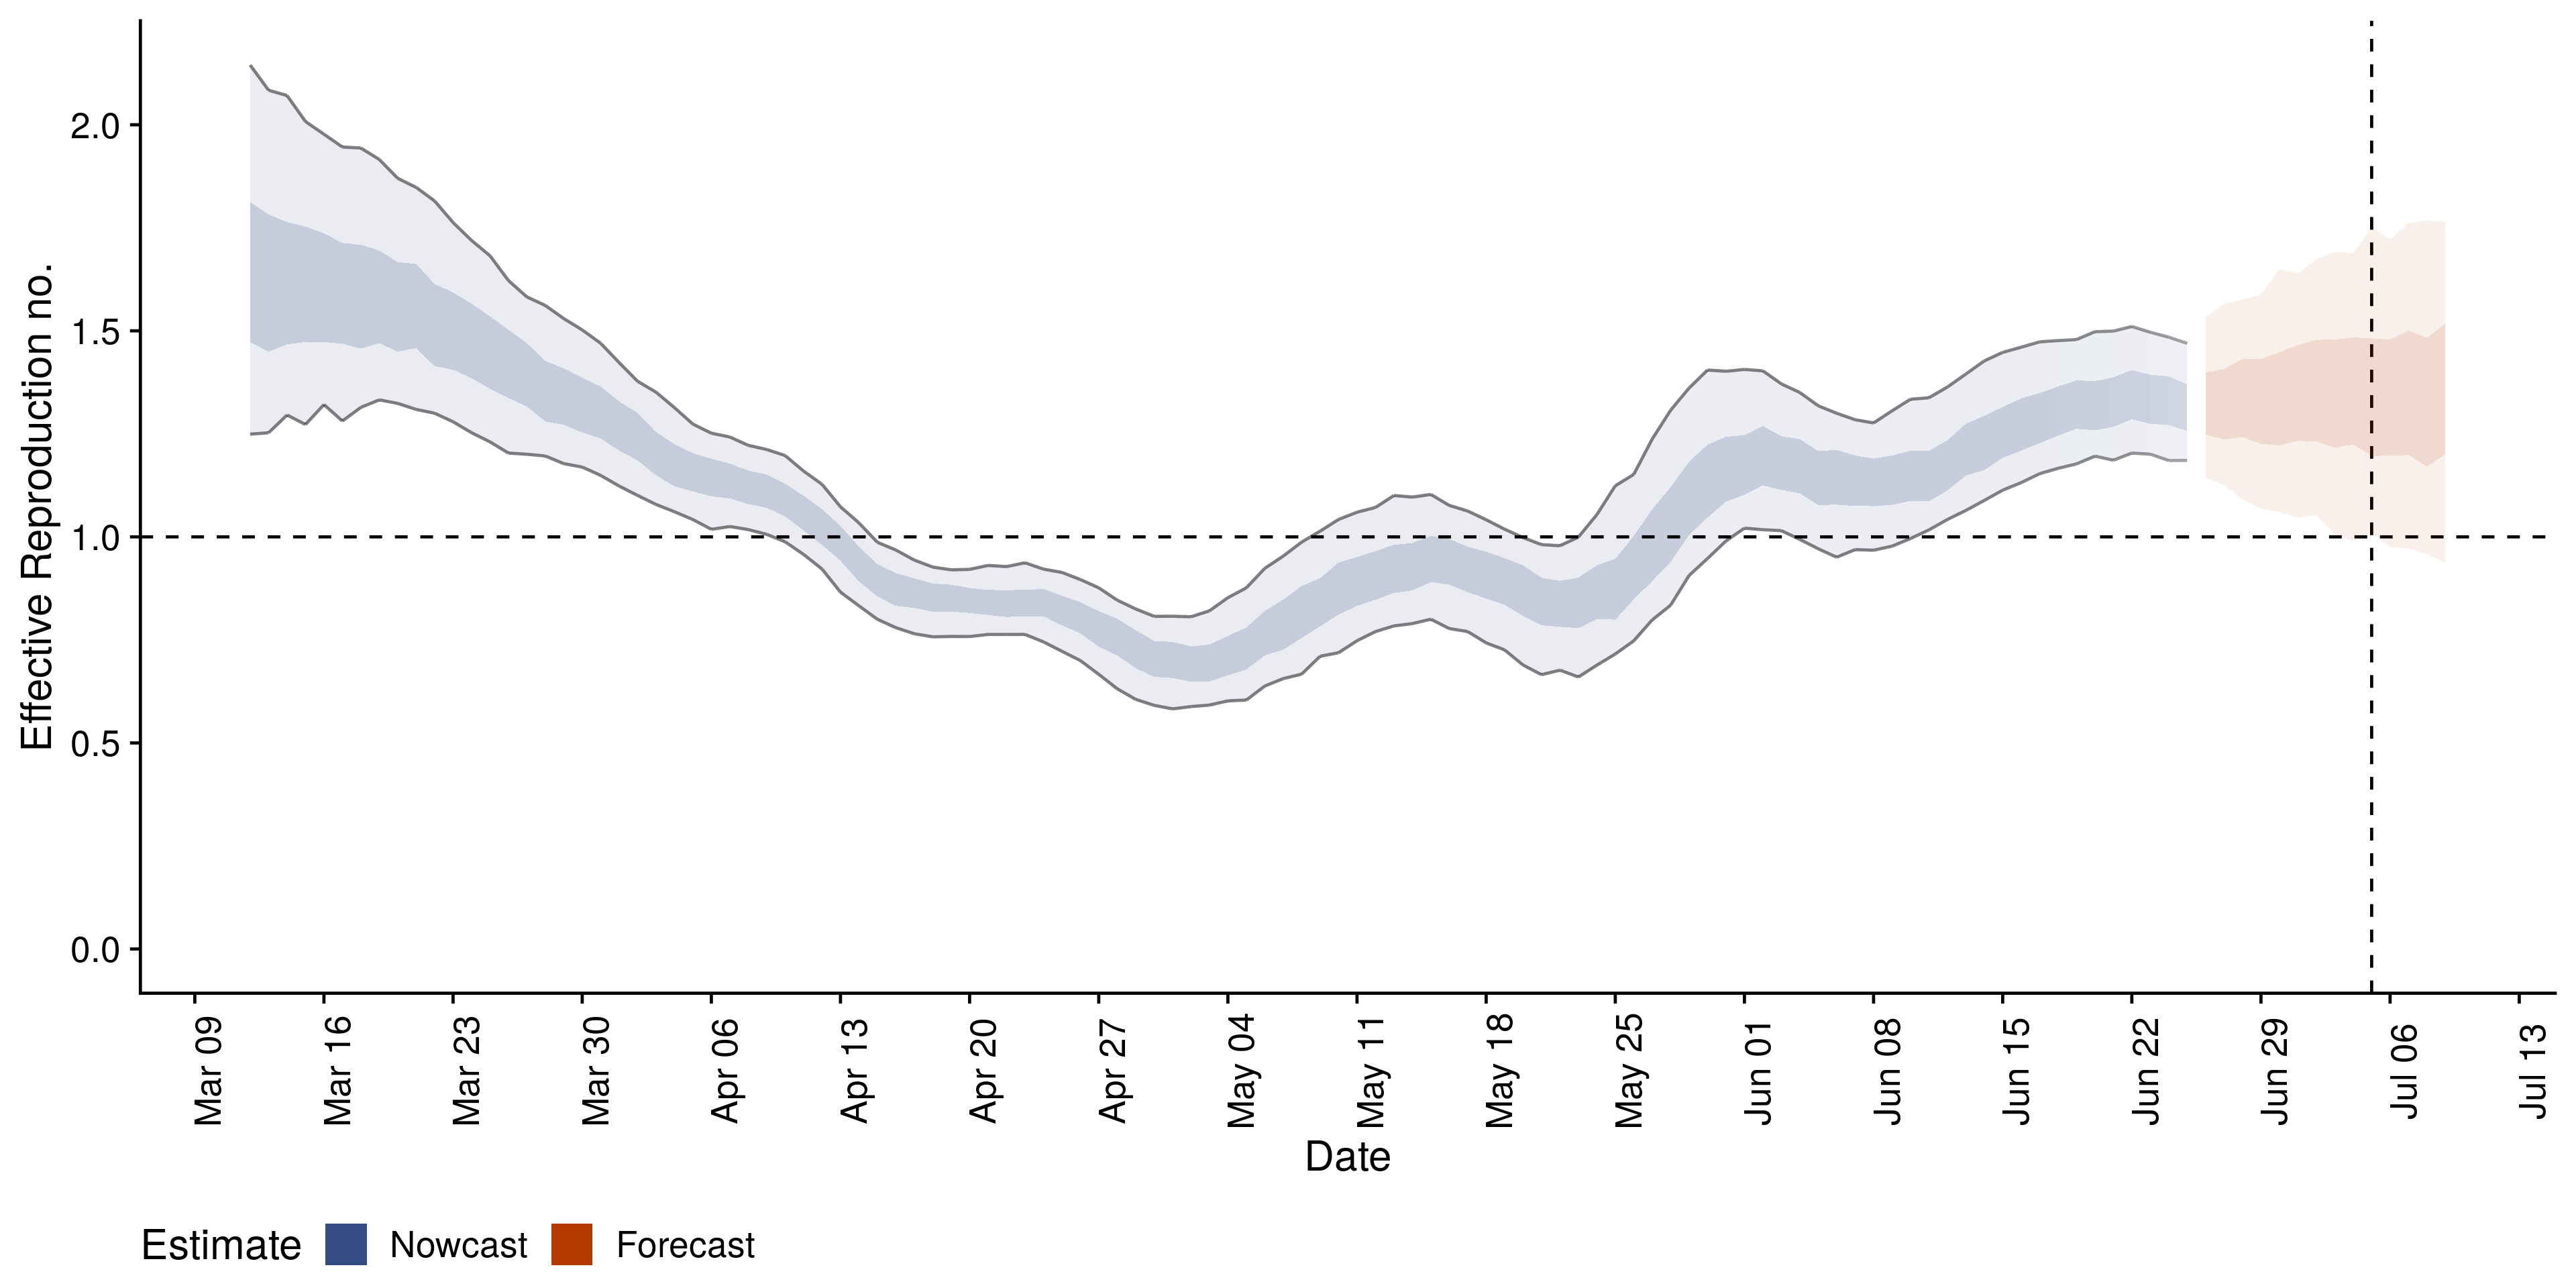 Effective Reproduction no.
2.0
1.5
1.0
0.5
0.0
Mar 09
Mar 16
Mar 23
Mar 30
Apr 06
Apr 13
Apr 20
Apr 27
May 04
May 11
May 18
May 25
Jun 01
Jun 08
Jun 15
Jun 22
Jun 29
Jul 06
Jul 13
Date
Estimate Nowcast Forecast